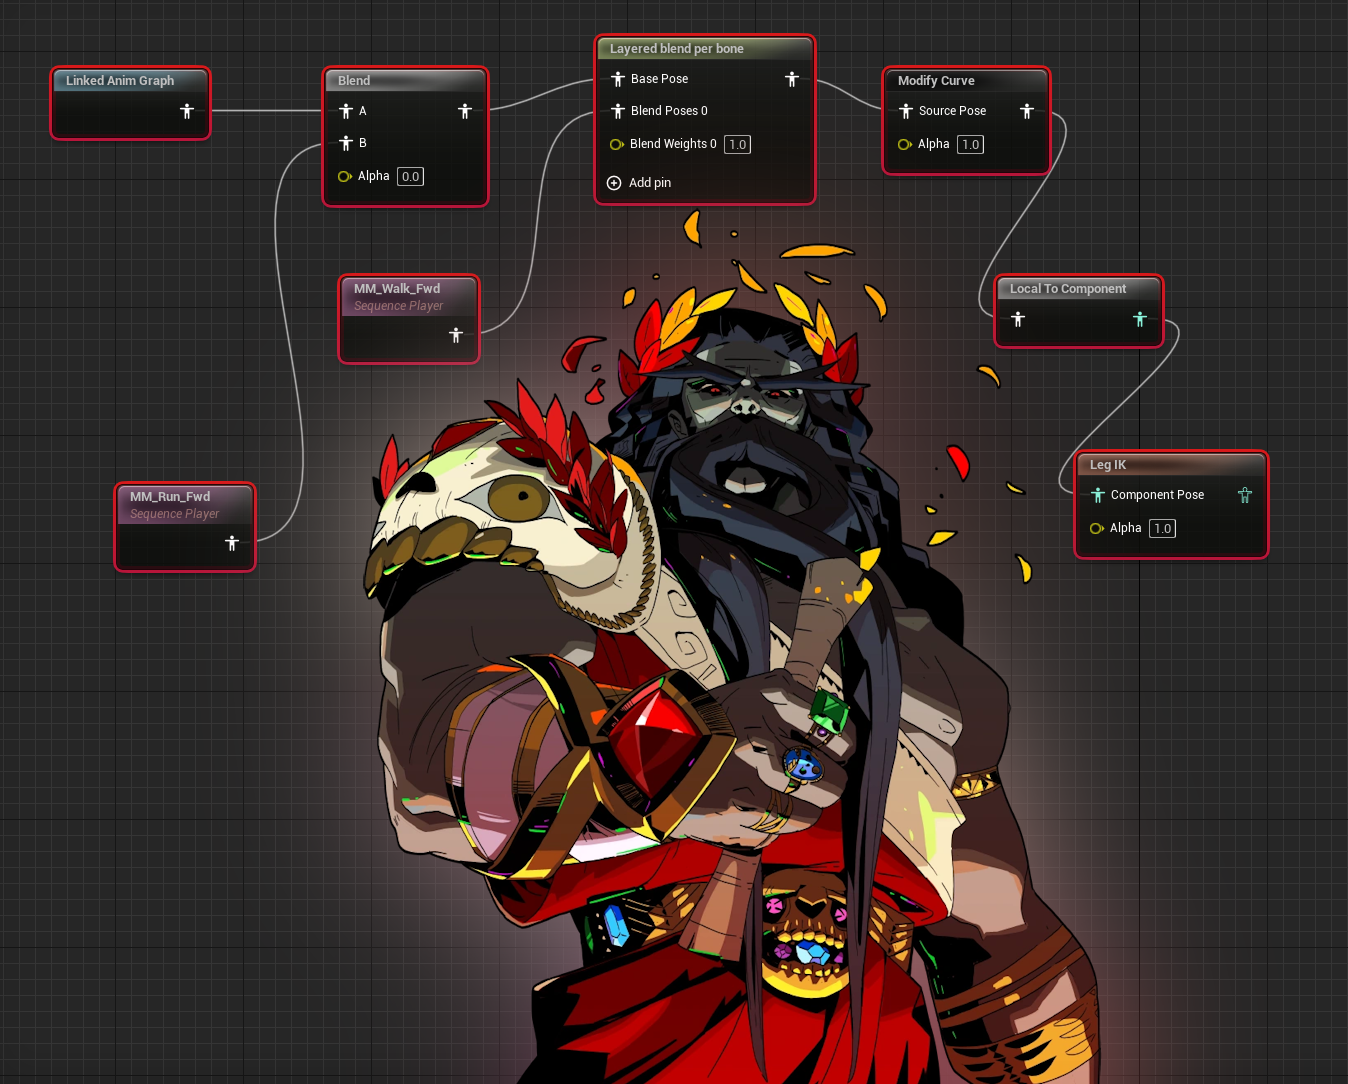 Linked Anim Graph
Blend
A
B
Alpha 0.0
Layered blend per bone
Base Pose
Blend Poses 0
Blend Weights 0 1.0
Add pin
Modify Curve
Source Pose
Alpha 1.0
MM_Walk_Fwd
Sequence Player
Local To Component
MM_Run_Fwd
Sequence Player
Leg IK
Component Pose
Alpha 1.0